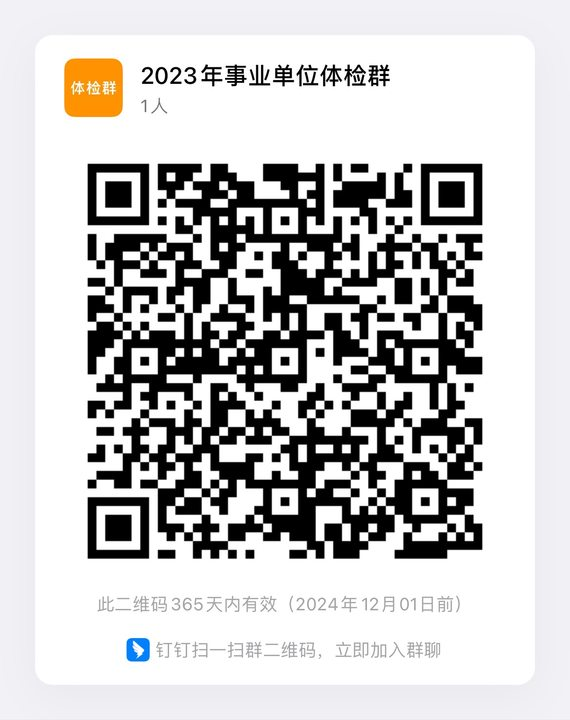 体检群
2023年事业单位体检群
1人
此二维码365天内有效（2024年12月01日前）
钉钉扫一扫群二维码，立即加入群聊